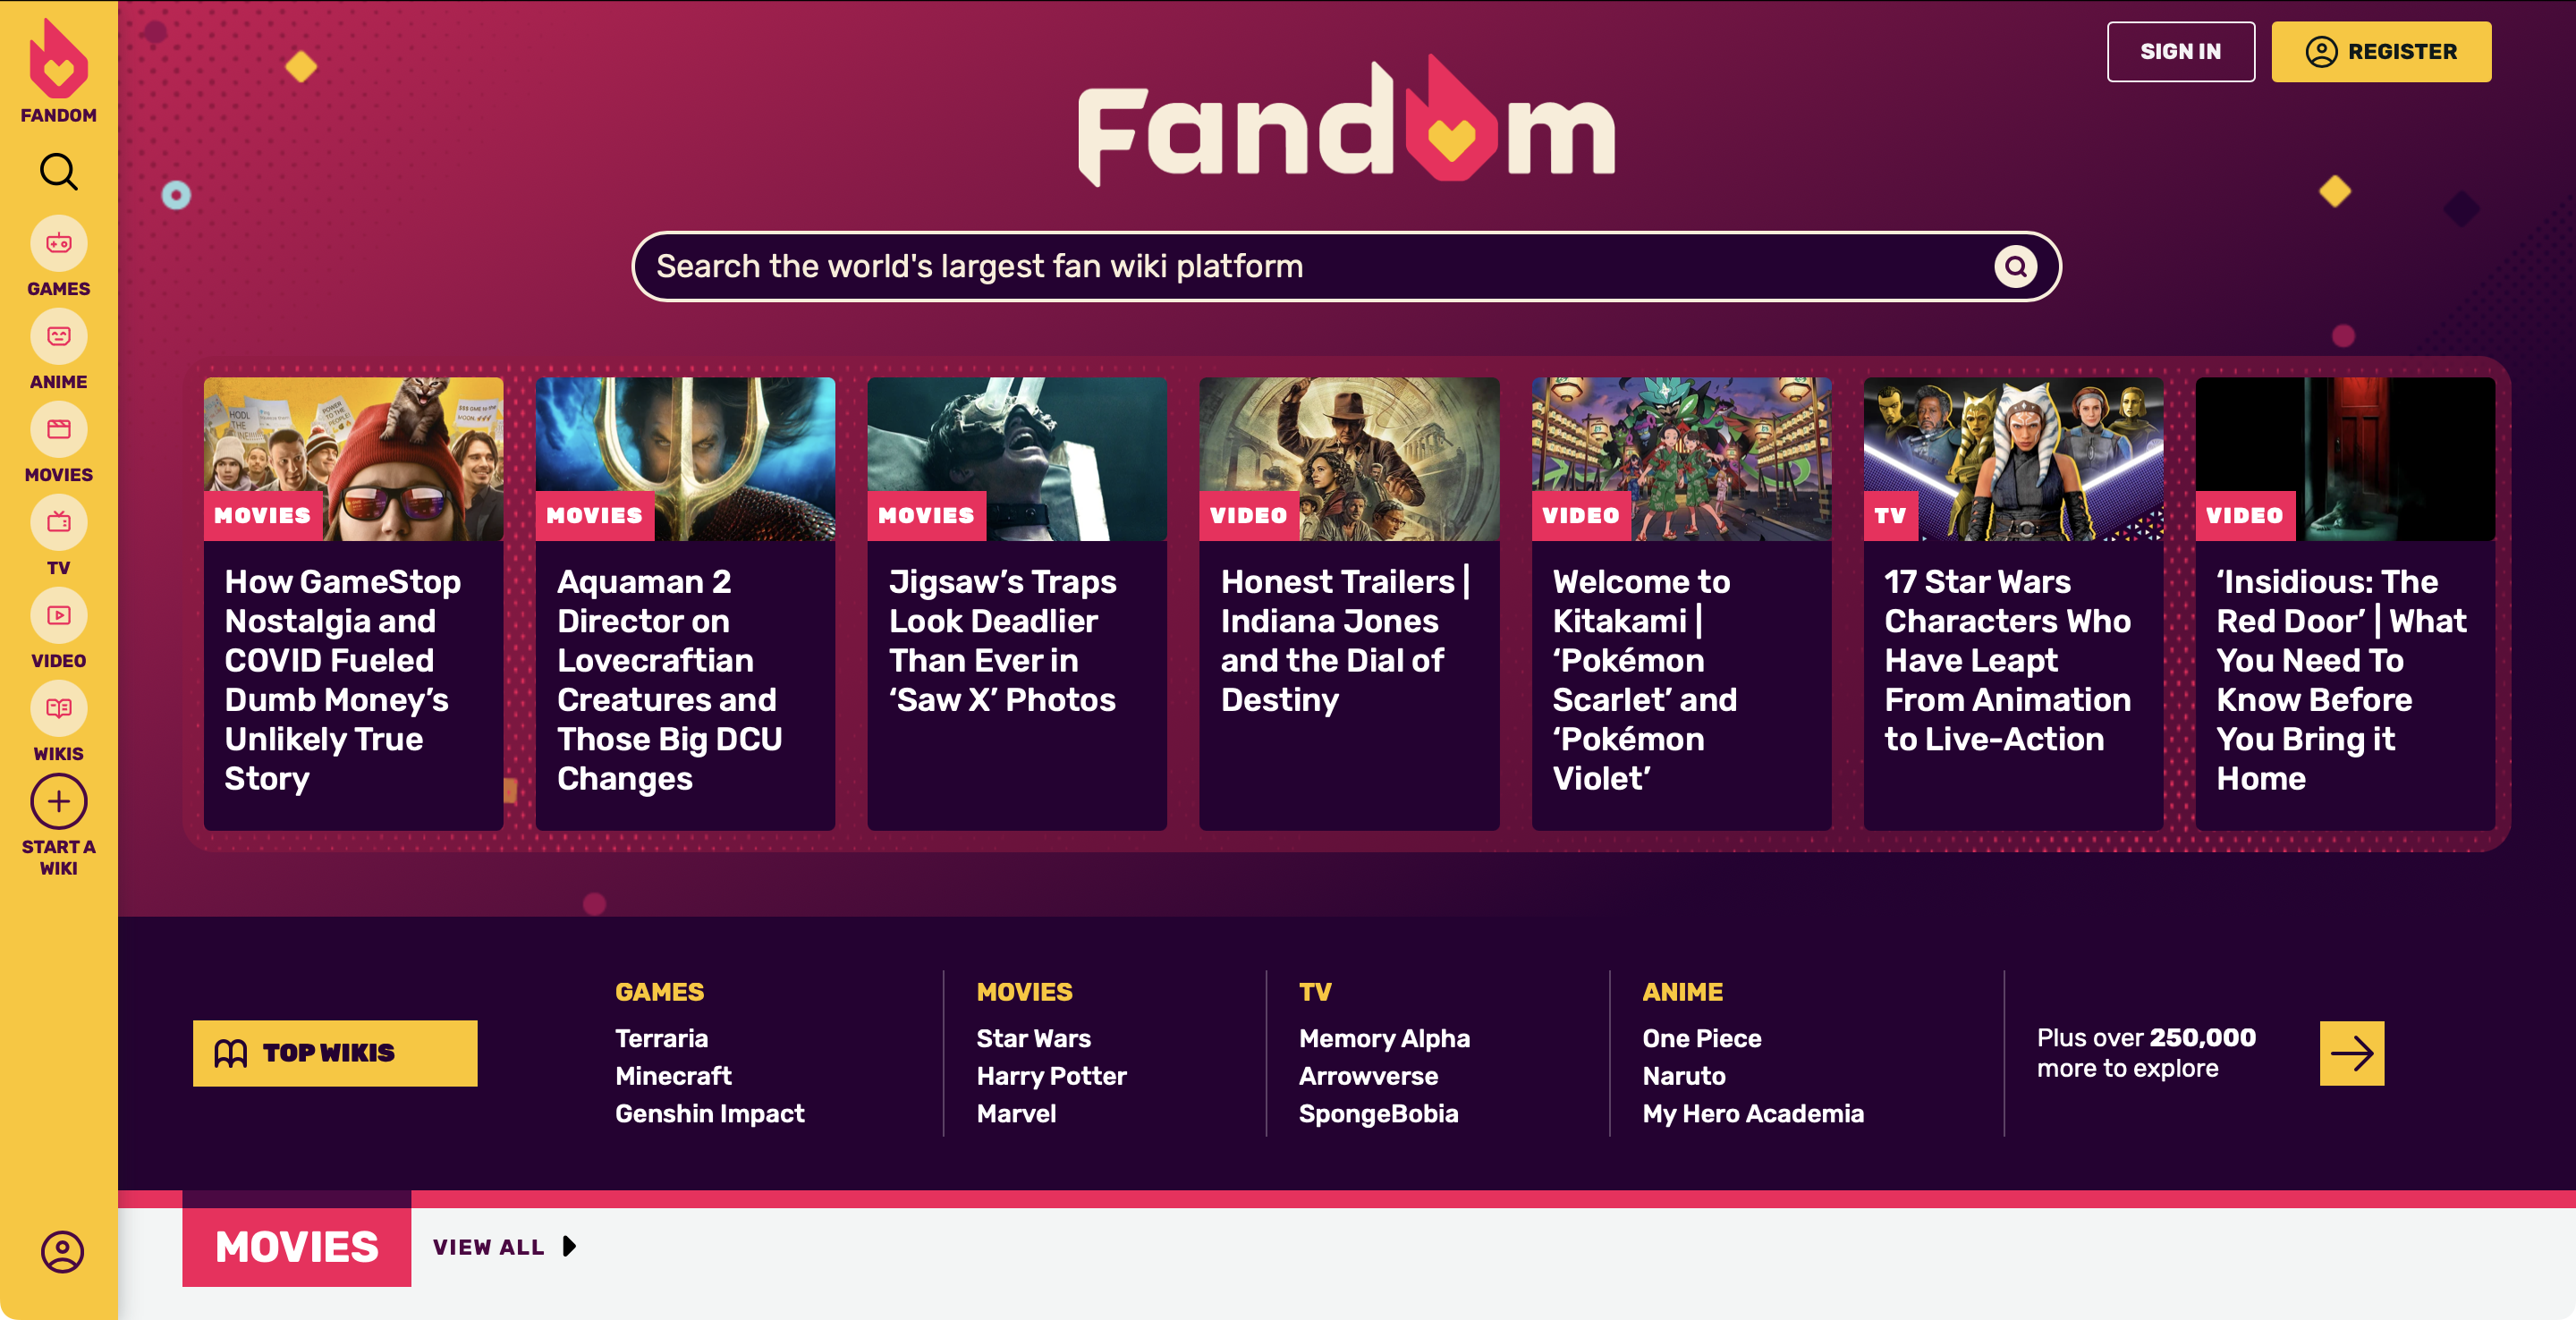 FANDOM
GAMES
ANIME
MOVIES
TV
VIDEO
WIKIS
START A
WIKI
SIGN IN
REGISTER
Fandom
Search the world's largest fan wiki platform
HODL
THE
POWER
TO THE
MOVIES
How GameStop
Nostalgia and
COVID Fueled
Dumb Money’s
Unlikely True
Story
MOVIES
Aquaman 2
Director on
Lovecraftian
Creatures and
Those Big DCU
Changes
MOVIES
Jigsaw’s Traps
Look Deadlier
Than Ever in
‘Saw X’ Photos
VIDEO
Honest Trailers |
Indiana Jones
and the Dial of
Destiny
VIDEO
Welcome to
Kitakami |
‘Pokémon
Scarlet’ and
‘Pokémon
Violet’
TV
17 Star Wars
Characters Who
Have Leapt
From Animation
to Live-Action
VIDEO
‘Insidious: The
Red Door’ | What
You Need To
Know Before
You Bring it
Home
TOP WIKIS
GAMES
Terraria
Minecraft
Genshin Impact
MOVIES
Star Wars
Harry Potter
Marvel
TV
Memory Alpha
Arrowverse
SpongeBobia
ANIME
One Piece
Naruto
My Hero Academia
Plus over 250,000
more to explore
MOVIES
VIEW ALL